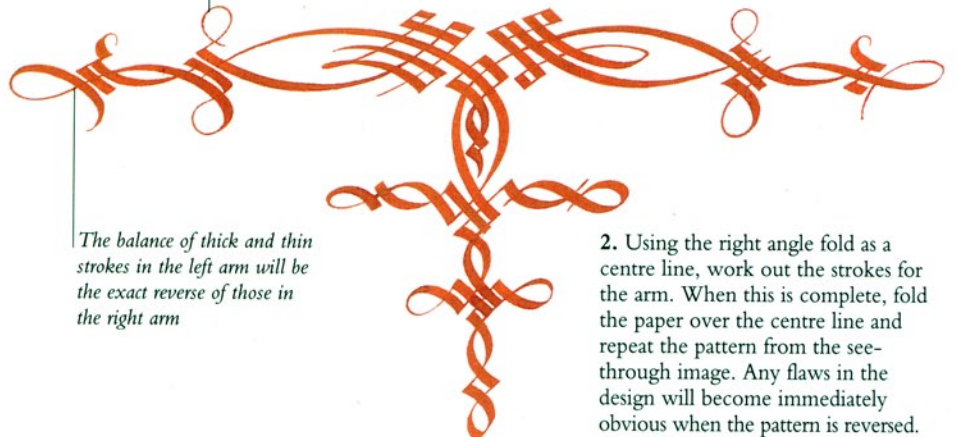 The balance of thick and thin
strokes in the left arm will be
the exact reverse of those in
the right arm
2. Using the right angle fold as a
centre line, work out the strokes for
the arm. When this is complete, fold
the paper over the centre line and
repeat the pattern from the see-
through image. Any flaws in the
design will become immediately
obvious when the pattern is reversed.